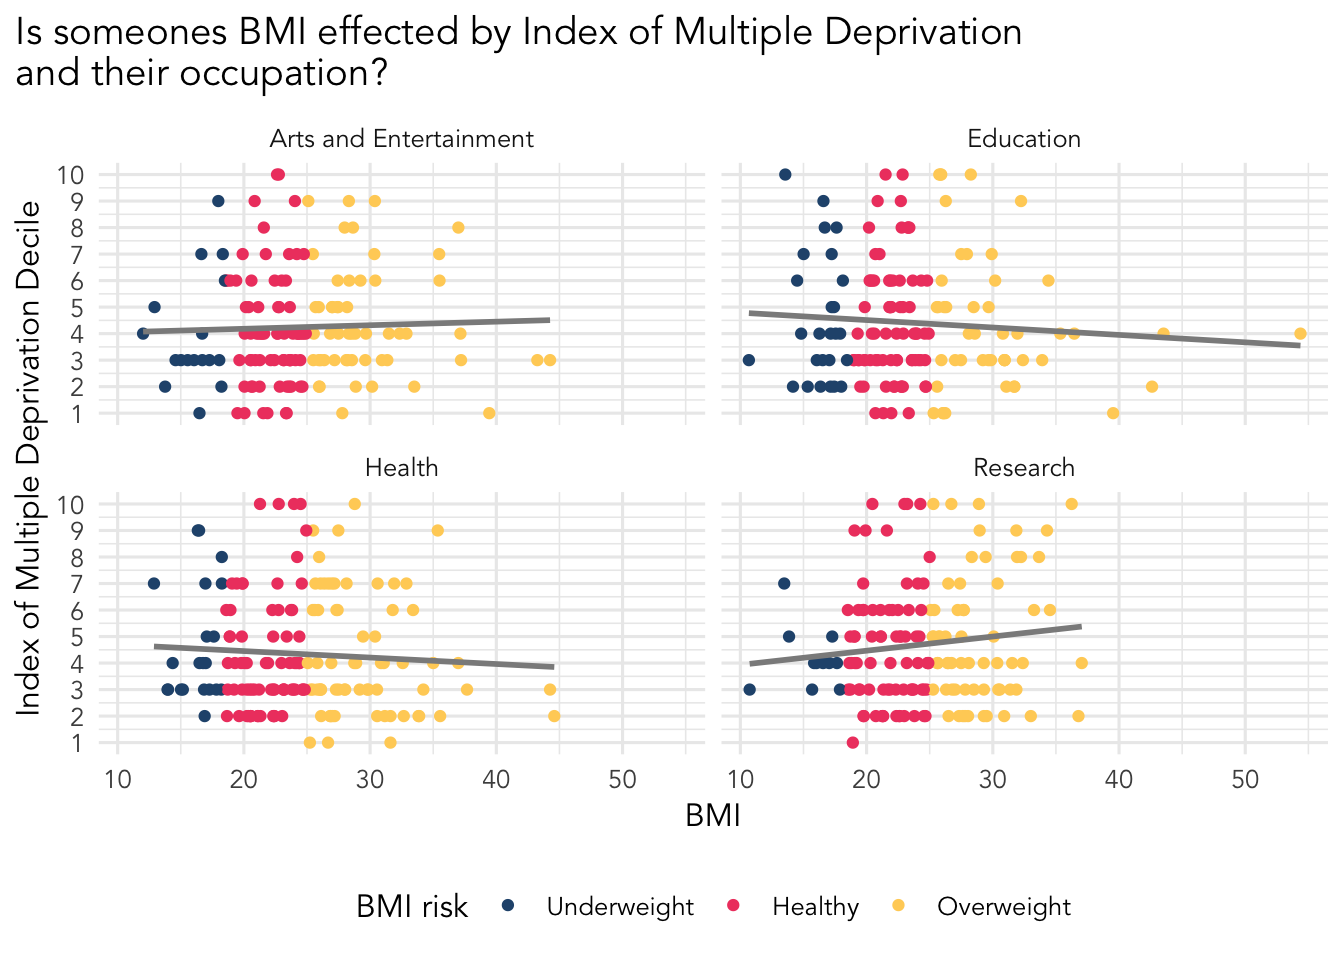 Is someones BMI effected by Index of Multiple Deprivation
and their occupation?
Index of Multiple Deprivation Decile
Arts and Entertainment
10
9
8
7
6
5
4
3
2
1
Education
Health
10
9
8
7
6
5
4
3
2
1
10 20 30 40 50
Research
10 20 30 40 50
BMI
BMI risk Underweight Healthy Overweight